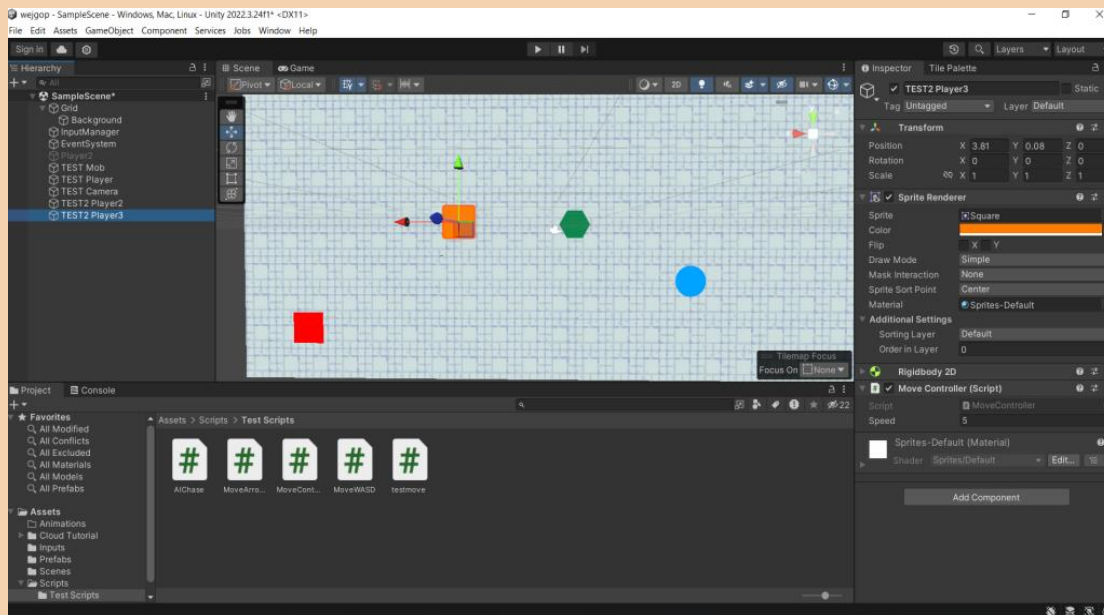 wejgop - SampleScene - Windows, Mac, Linux - Unity 2022.3.24f1* <DX11>
File Edit Assets GameObject Component Services Jobs Window Help
Sign in
Layers Layout
Hierarchy
All
SampleScene*
Grid
Background
InputManager
EventSystem
Player2
TEST Mob
TEST Player
TEST Camera
TEST2 Player2
TEST2 Player3
Scene Game
Pivot Local 2D
Tilemap Focus
Focus On None
Inspector Tile Palette
TEST2 Player3 Static
Tag Untagged Layer Default
Transform
Position X 3.81 Y 0.08 Z 0
Rotation X 0 Y 0 Z 0
Scale X 1 Y 1 Z 1
Sprite Renderer
Sprite Square
Color
Flip X Y
Draw Mode Simple
Mask Interaction None
Sprite Sort Point Center
Material Sprites-Default
Additional Settings
Sorting Layer Default
Order in Layer 0
Rigidbody 2D
Move Controller (Script)
Script MoveController
Speed 5
Sprites-Default (Material)
Shader Sprites/Default Edit...
Add Component
Project Console
22
Favorites
All Modified
All Conflicts
All Excluded
All Materials
All Models
All Prefabs
Assets
Animations
Cloud Tutorial
Inputs
Prefabs
Scenes
Scripts
Test Scripts
Assets > Scripts > Test Scripts
# # # # #
AIChase MoveArro... MoveCont... MoveWASD testmove